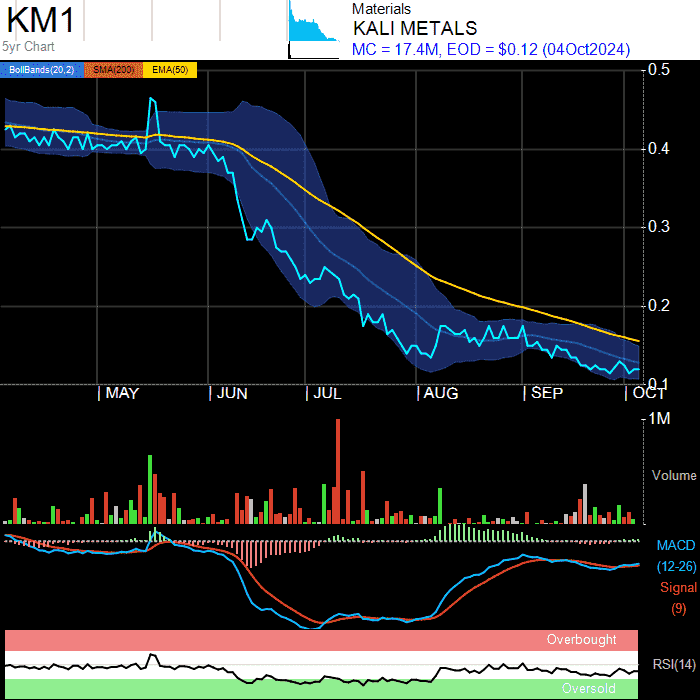 KM1
5yr Chart
Materials
KALI METALS
MC = 17.4M, EOD = $0.12 (04Oct2024)
BollBands(20,2) SMA(200) EMA(50)
0.5
0.4
0.3
0.2
0.1
MAY JUN JUL AUG SEP OCT
1M
Volume
MACD
(12-26)
Signal
(9)
Overbought
RSI(14)
Oversold